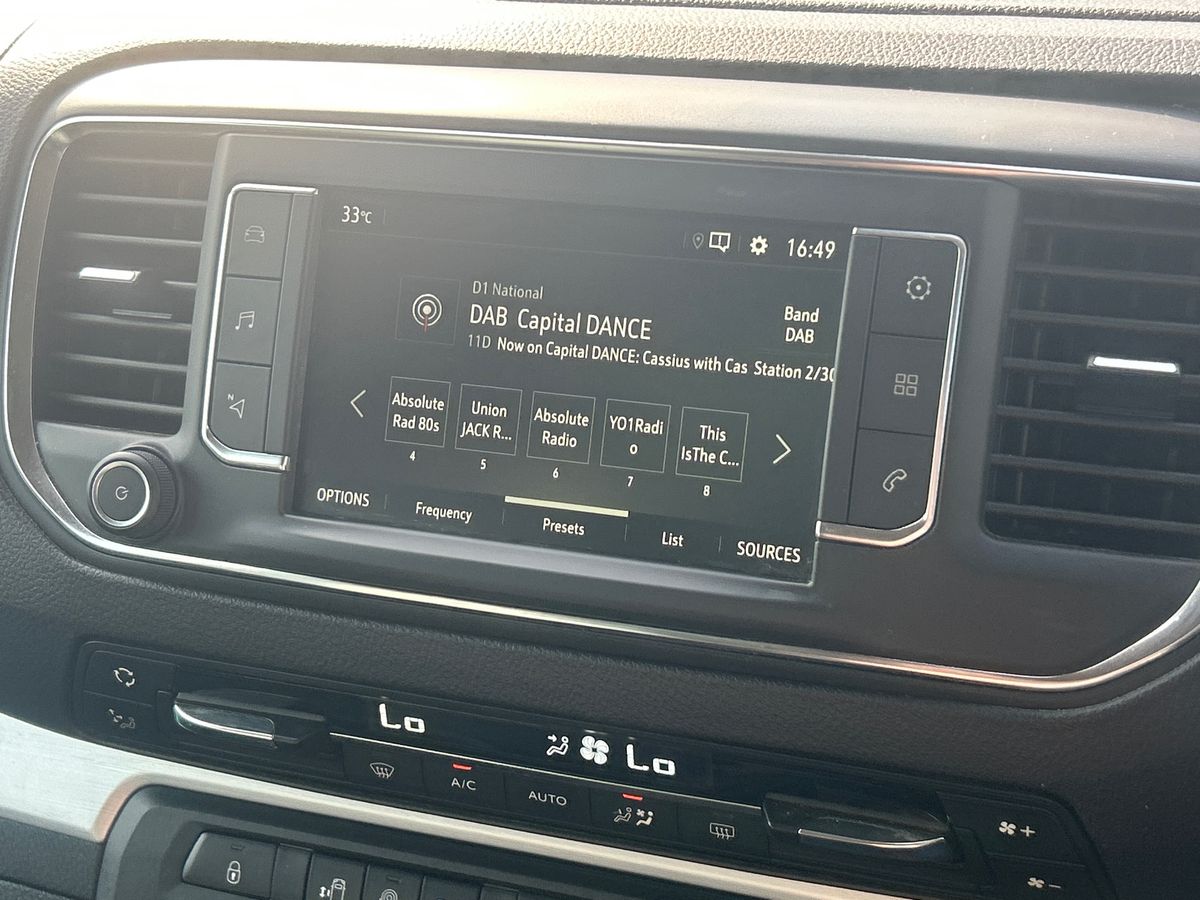 33°C
16:49
D1 National
DAB Capital DANCE
Band
DAB
11D Now on Capital DANCE: Cassius with Cas Station 2/30
Absolute
Rad 80s
Union
JACK R...
Absolute
Radio
YO1Radi
o
This
IsThe C...
4
5
6
7
8
OPTIONS
Frequency
Presets
List
SOURCES
N
Lo
Lo
A/C
AUTO